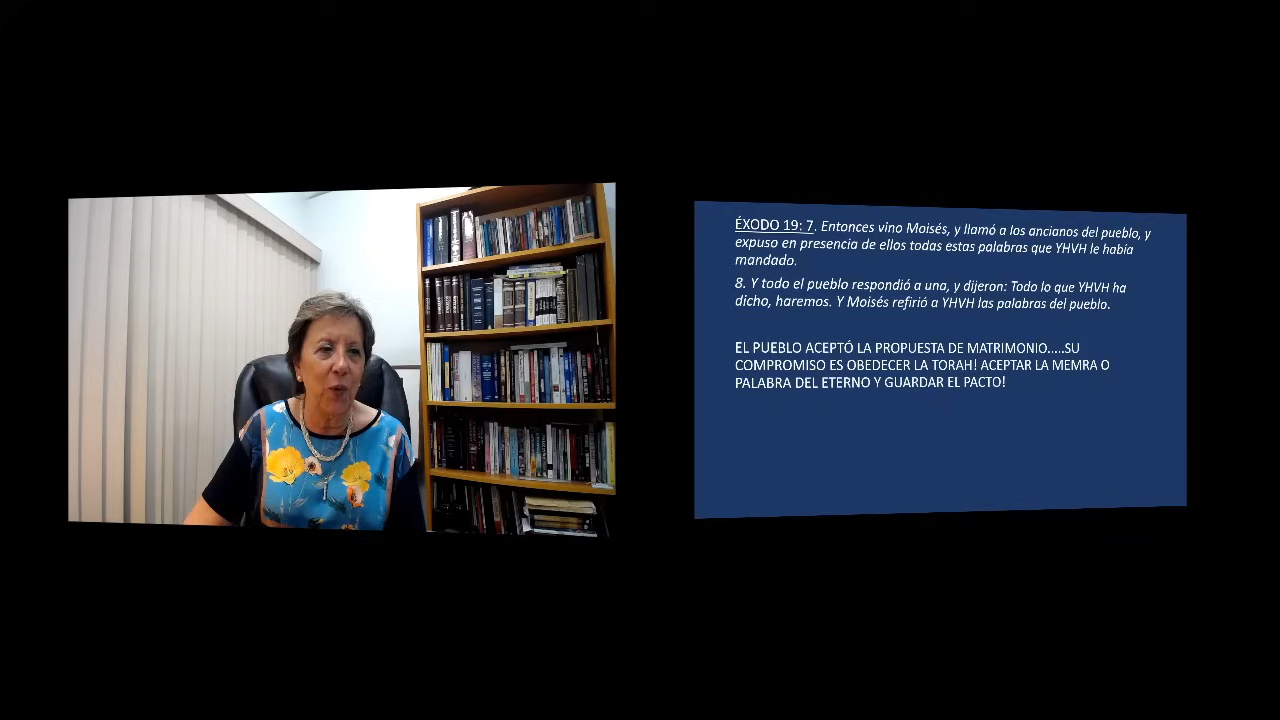 ÉXODO 19: 7. Entonces vino Moisés, y llamó a los ancianos del pueblo, y
expuso en presencia de ellos todas estas palabras que YHVH le había
mandado.
8. Y todo el pueblo respondió a una, y dijeron: Todo lo que YHVH ha
dicho, haremos. Y Moisés refirió a YHVH las palabras del pueblo.
EL PUEBLO ACEPTÓ LA PROPUESTA DE MATRIMONIO.....SU
COMPROMISO ES OBEDECER LA TORAH! ACEPTAR LA MEMRA O
PALABRA DEL ETERNO Y GUARDAR EL PACTO!